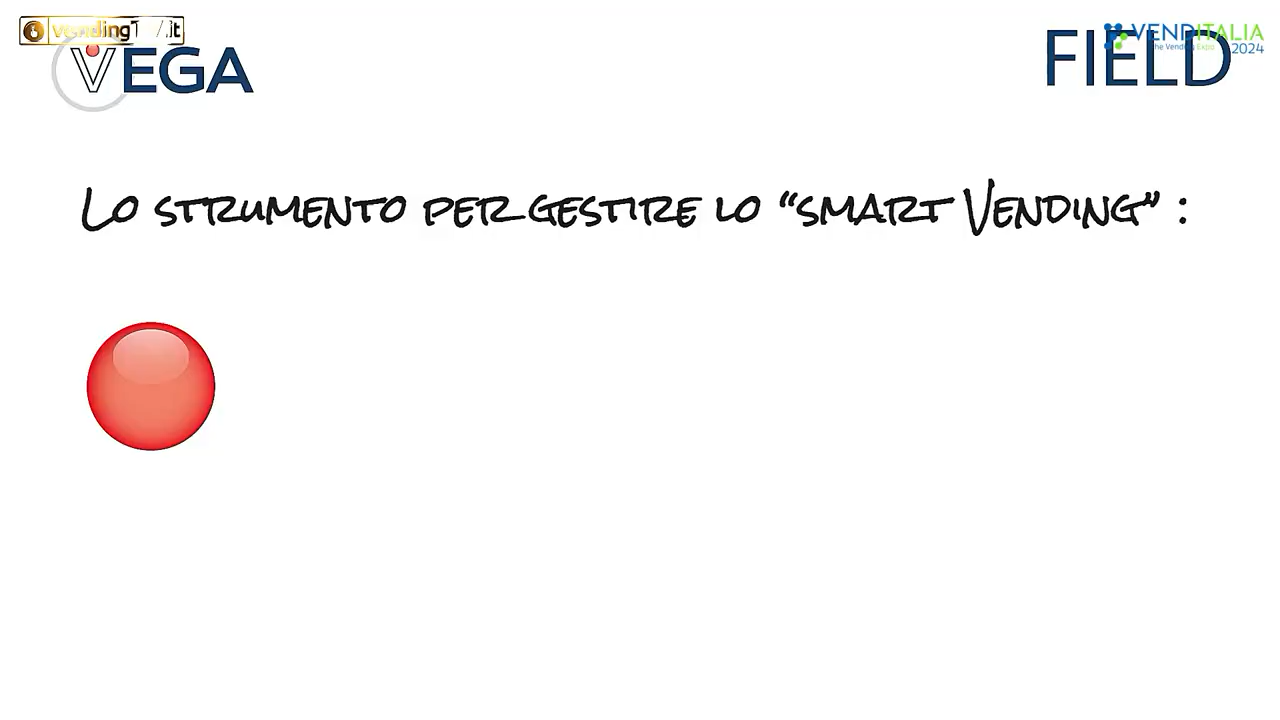 vendingTV.it
VEGA
FIELD
VENDITALIA
the Vending Expo
2024
Lo strumento per gestire lo “smart Vending” :